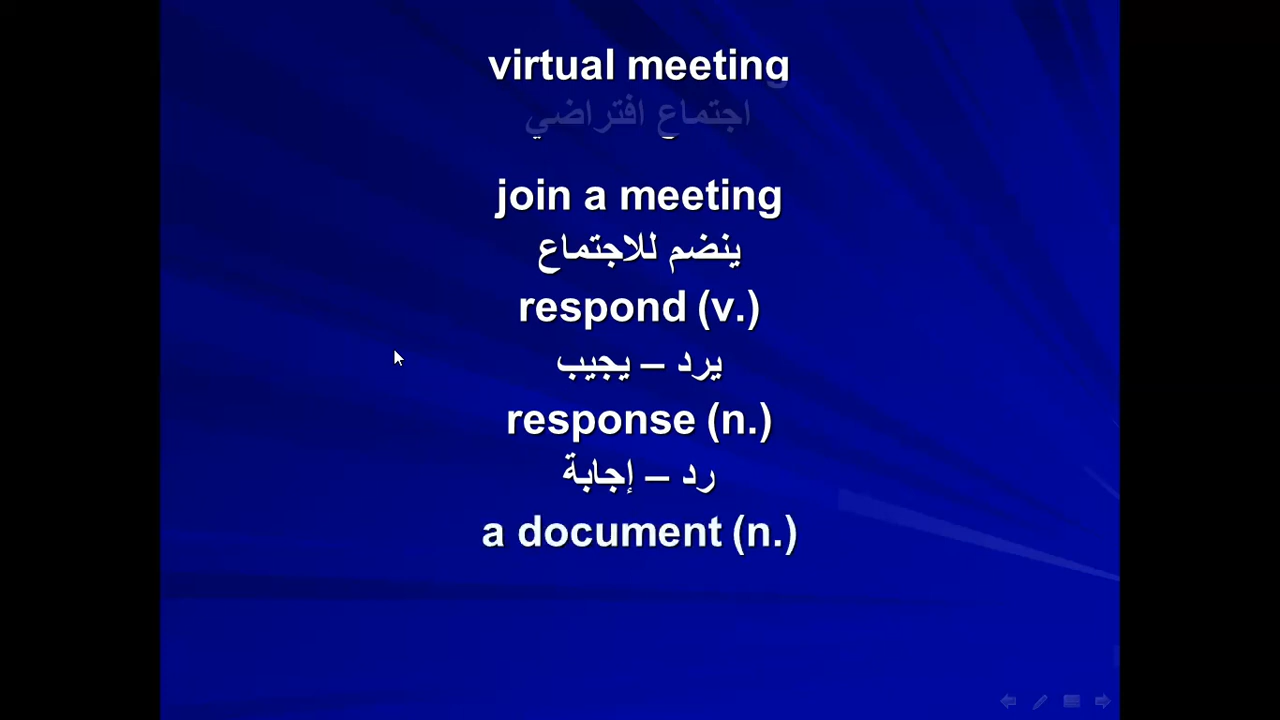 virtual meeting
اجتماع افتراضي
join a meeting
ينضم للاجتماع
respond (v.)
يرد – يجيب
response (n.)
رد – إجابة
a document (n.)